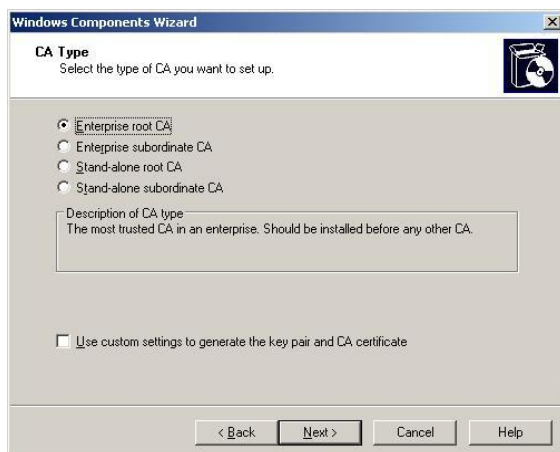 Windows Components Wizard
CA Type
Select the type of CA you want to set up.
Enterprise root CA
Enterprise subordinate CA
Stand-alone root CA
Stand-alone subordinate CA
Description of CA type
The most trusted CA in an enterprise. Should be installed before any other CA.
Use custom settings to generate the key pair and CA certificate
< Back Next > Cancel Help